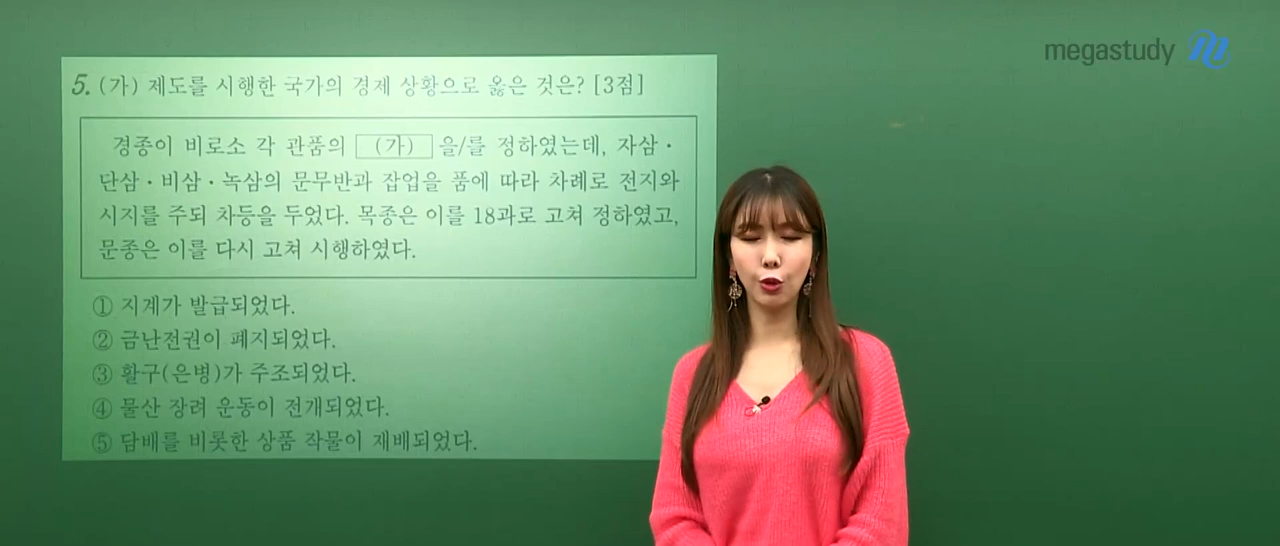 megastudy
5. (가) 제도를 시행한 국가의 경제 상황으로 옳은 것은? [3점]
경종이 비로소 각 관품의 (가) 을/를 정하였는데, 자삼·
단삼·비삼·녹삼의 문무반과 잡업을 품에 따라 차례로 전지와
시지를 주되 차등을 두었다. 목종은 이를 18과로 고쳐 정하였고,
문종은 이를 다시 고쳐 시행하였다.
① 지계가 발급되었다.
② 금난전권이 폐지되었다.
③ 활구(은병)가 주조되었다.
④ 물산 장려 운동이 전개되었다.
⑤ 담배를 비롯한 상품 작물이 재배되었다.